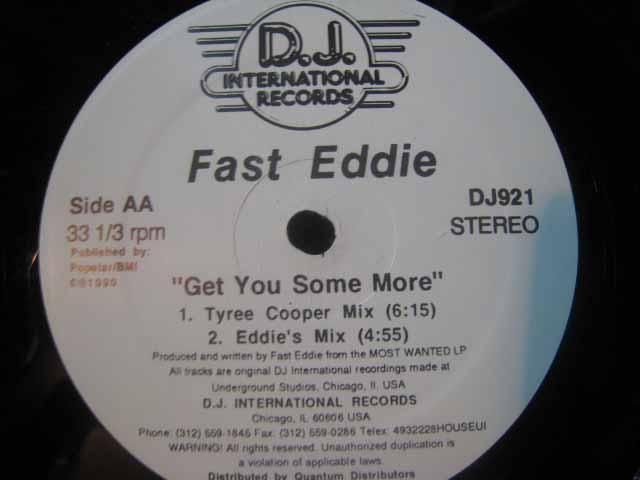 D.J.
INTERNATIONAL
RECORDS
Fast Eddie
Side AA
33 1/3 rpm
Published by:
Popstar/BMI
©℗1990
DJ921
STEREO
"Get You Some More"
1. Tyree Cooper Mix (6:15)
2. Eddie's Mix (4:55)
Produced and written by Fast Eddie from the MOST WANTED LP
All tracks are original DJ International recordings made at
Underground Studios, Chicago, Il. USA
D.J. INTERNATIONAL RECORDS
Chicago, IL 60606 USA
Phone: (312) 559-1845 Fax: (312) 559-0286 Telex: 4932228HOUSEUI
WARNING! All rights reserved. Unauthorized duplication is
a violation of applicable laws.
Distributed by Quantum Distributors